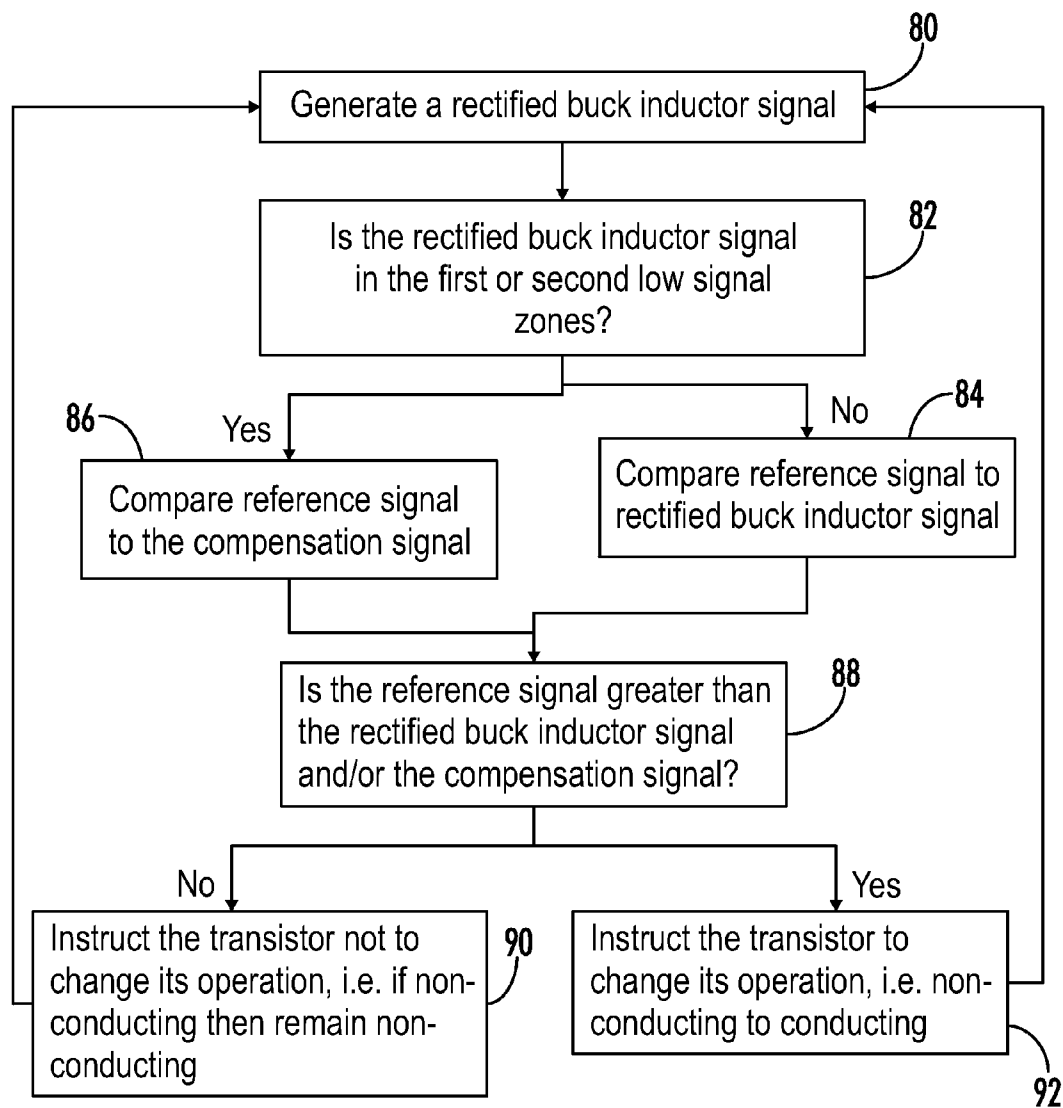 80
Generate a rectified buck inductor signal
82
Is the rectified buck inductor signal
in the first or second low signal
zones?
86
Yes
No
84
Compare reference signal
to the compensation signal
Compare reference signal to
rectified buck inductor signal
88
Is the reference signal greater than
the rectified buck inductor signal
and/or the compensation signal?
No
Yes
90
Instruct the transistor not to
change its operation, i.e. if non-
conducting then remain non-
conducting
Instruct the transistor to
change its operation, i.e. non-
conducting to conducting
92